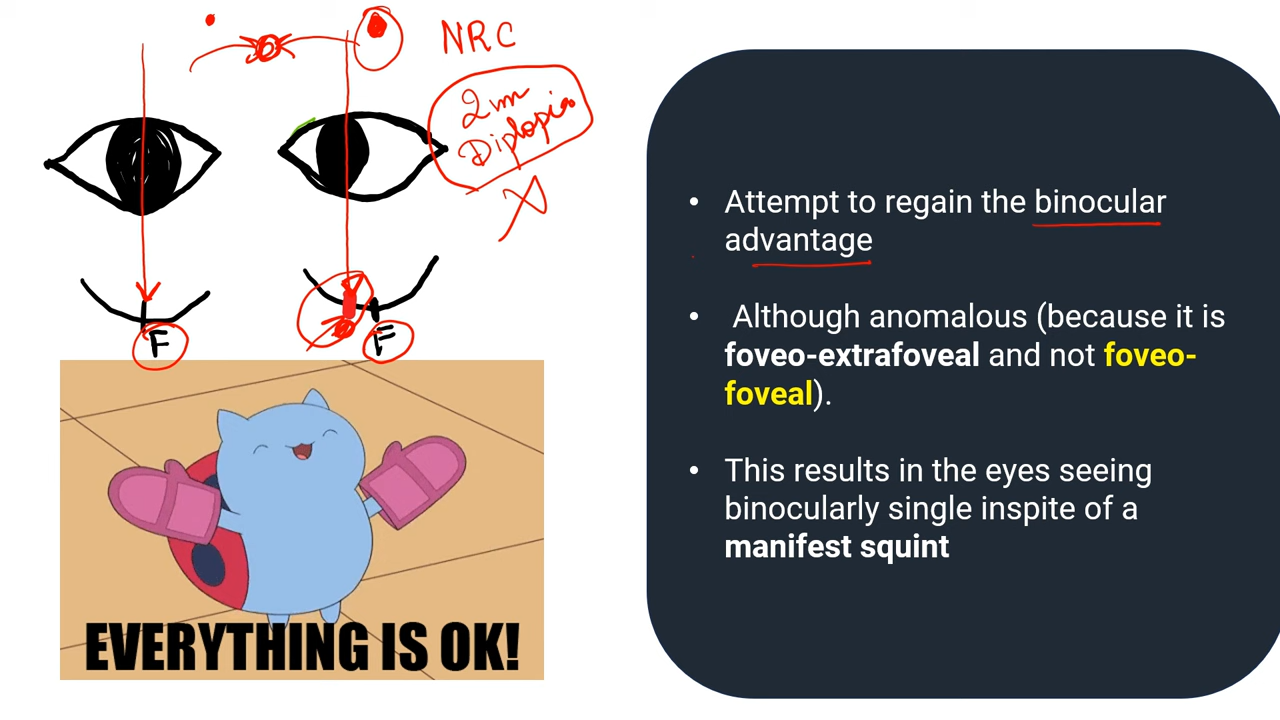 NRC
2m
Diplopia
F
F
EVERYTHING IS OK!
• Attempt to regain the binocular
advantage
• Although anomalous (because it is
foveo-extrafoveal and not foveo-
foveal).
• This results in the eyes seeing
binocularly single inspite of a
manifest squint